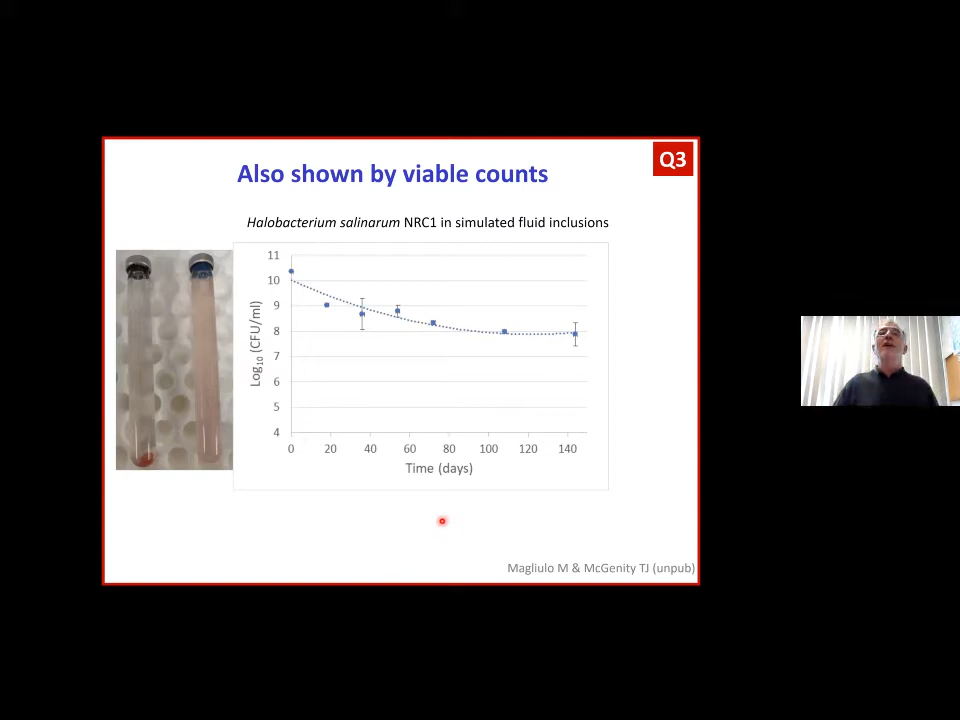 Q3
Also shown by viable counts
Halobacterium salinarum NRC1 in simulated fluid inclusions
11
10
9
8
7
6
5
4
Log10 (CFU/ml)
0 20 40 60 80 100 120 140
Time (days)
Magliulo M & McGenity TJ (unpub)